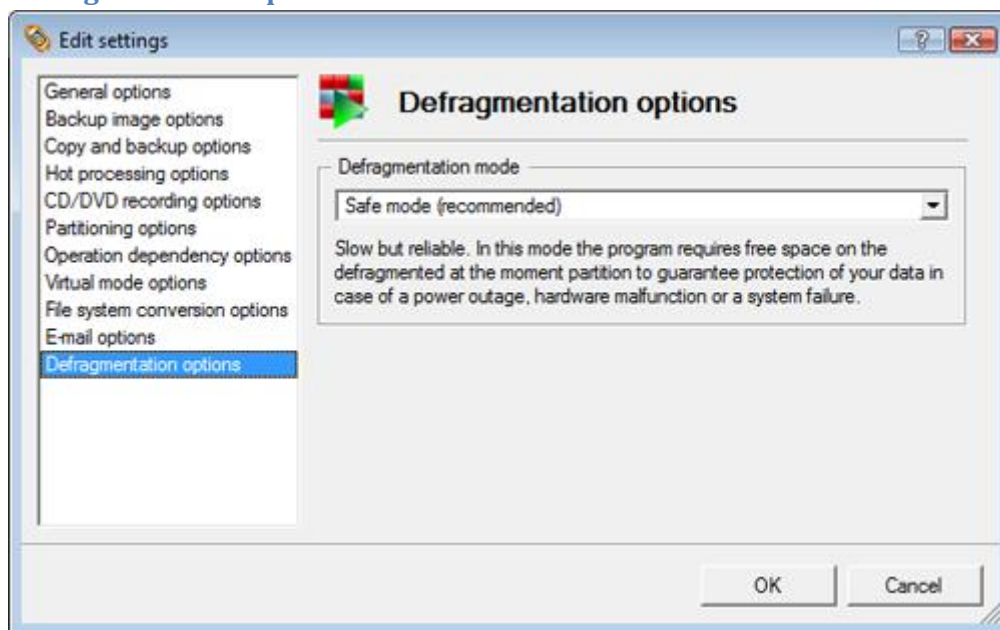 Edit settings
General options
Backup image options
Copy and backup options
Hot processing options
CD/DVD recording options
Partitioning options
Operation dependency options
Virtual mode options
File system conversion options
E-mail options
Defragmentation options
Defragmentation options
Defragmentation mode
Safe mode (recommended)
Slow but reliable. In this mode the program requires free space on the
defragmented at the moment partition to guarantee protection of your data in
case of a power outage, hardware malfunction or a system failure.
OK
Cancel